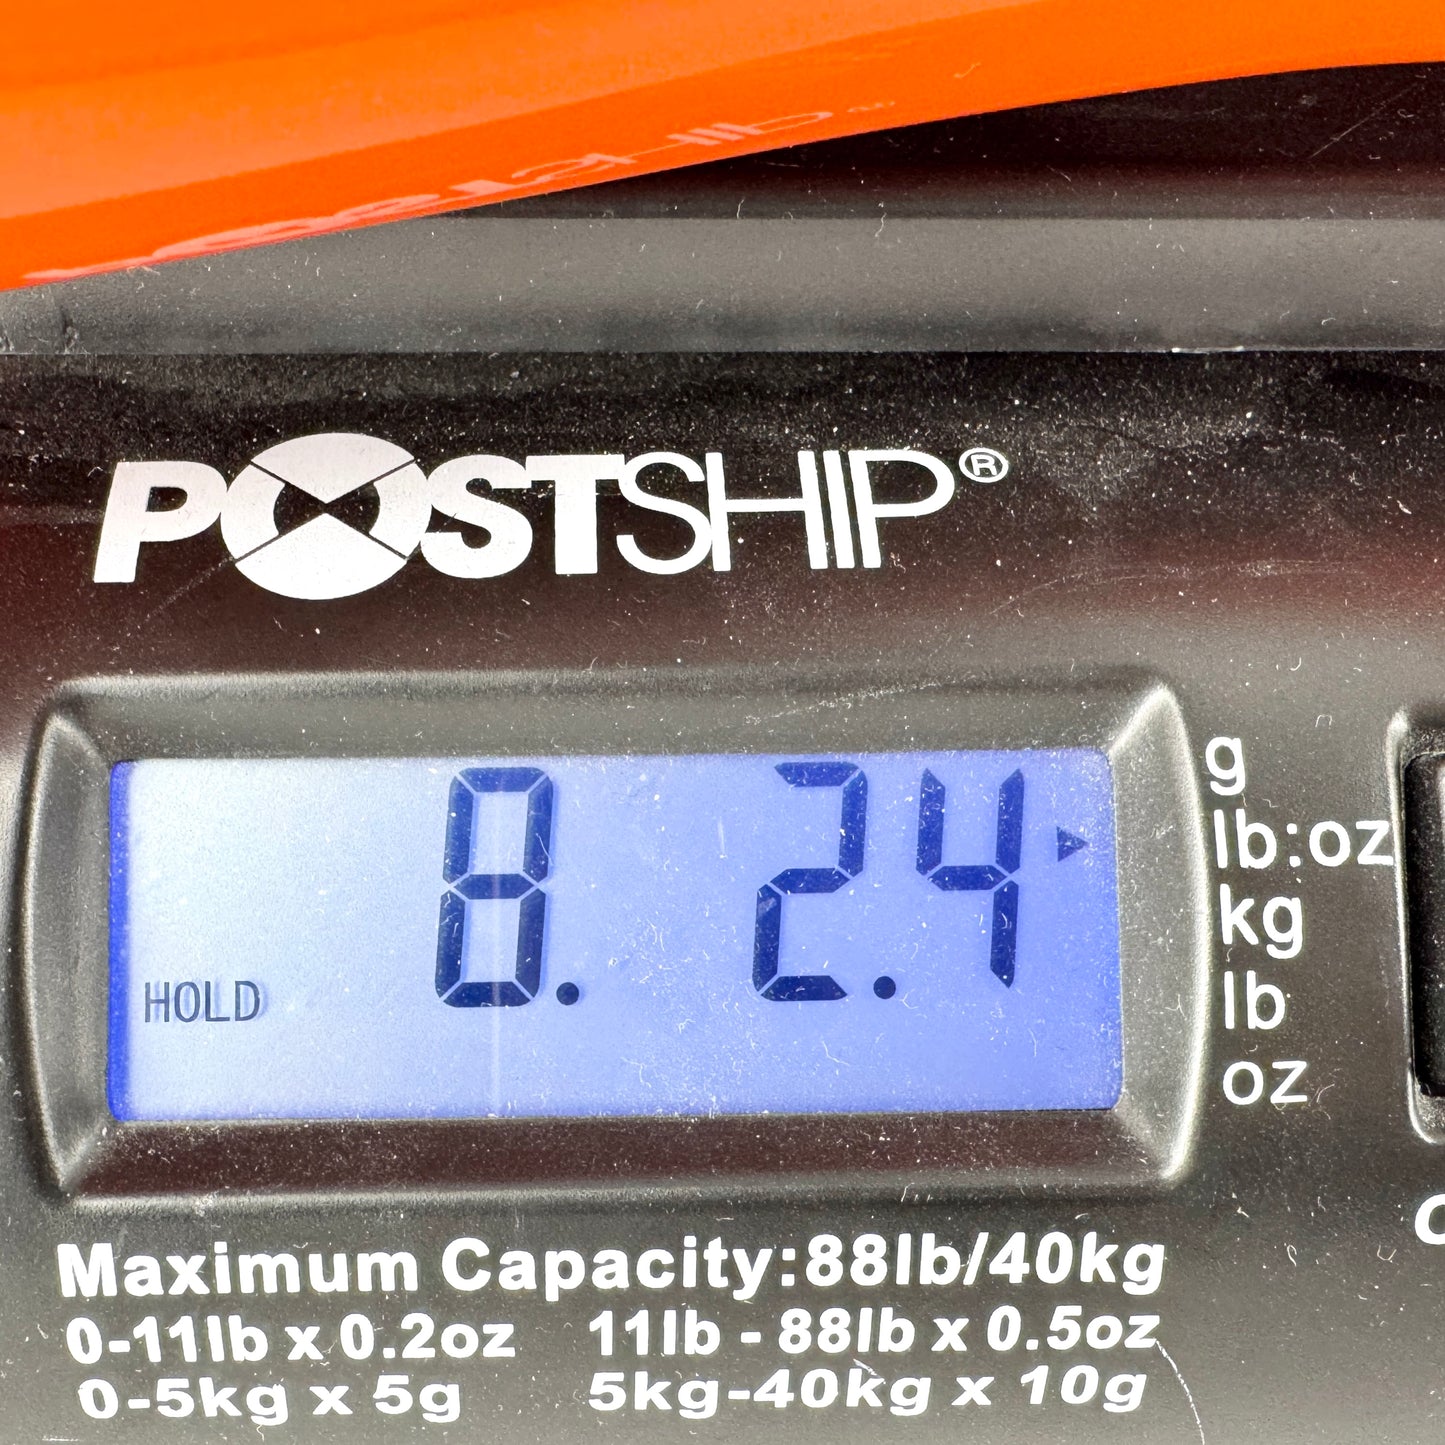 POSTSHIP®
8. 2.4
HOLD
g
lb:oz
kg
lb
oz
Maximum Capacity:88lb/40kg
0-11lb x 0.2oz 11lb - 88lb x 0.5oz
0-5kg x 5g 5kg-40kg x 10g